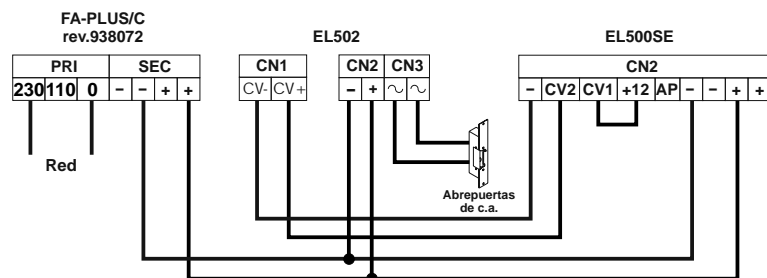 FA-PLUS/C
rev.938072
PRI SEC
230 110 0 – – + +
Red
EL502
CN1
CV- CV+
CN2 CN3
– + ~ ~
Abrepuertas
de c.a.
EL500SE
CN2
– CV2 CV1 +12 AP – – + +